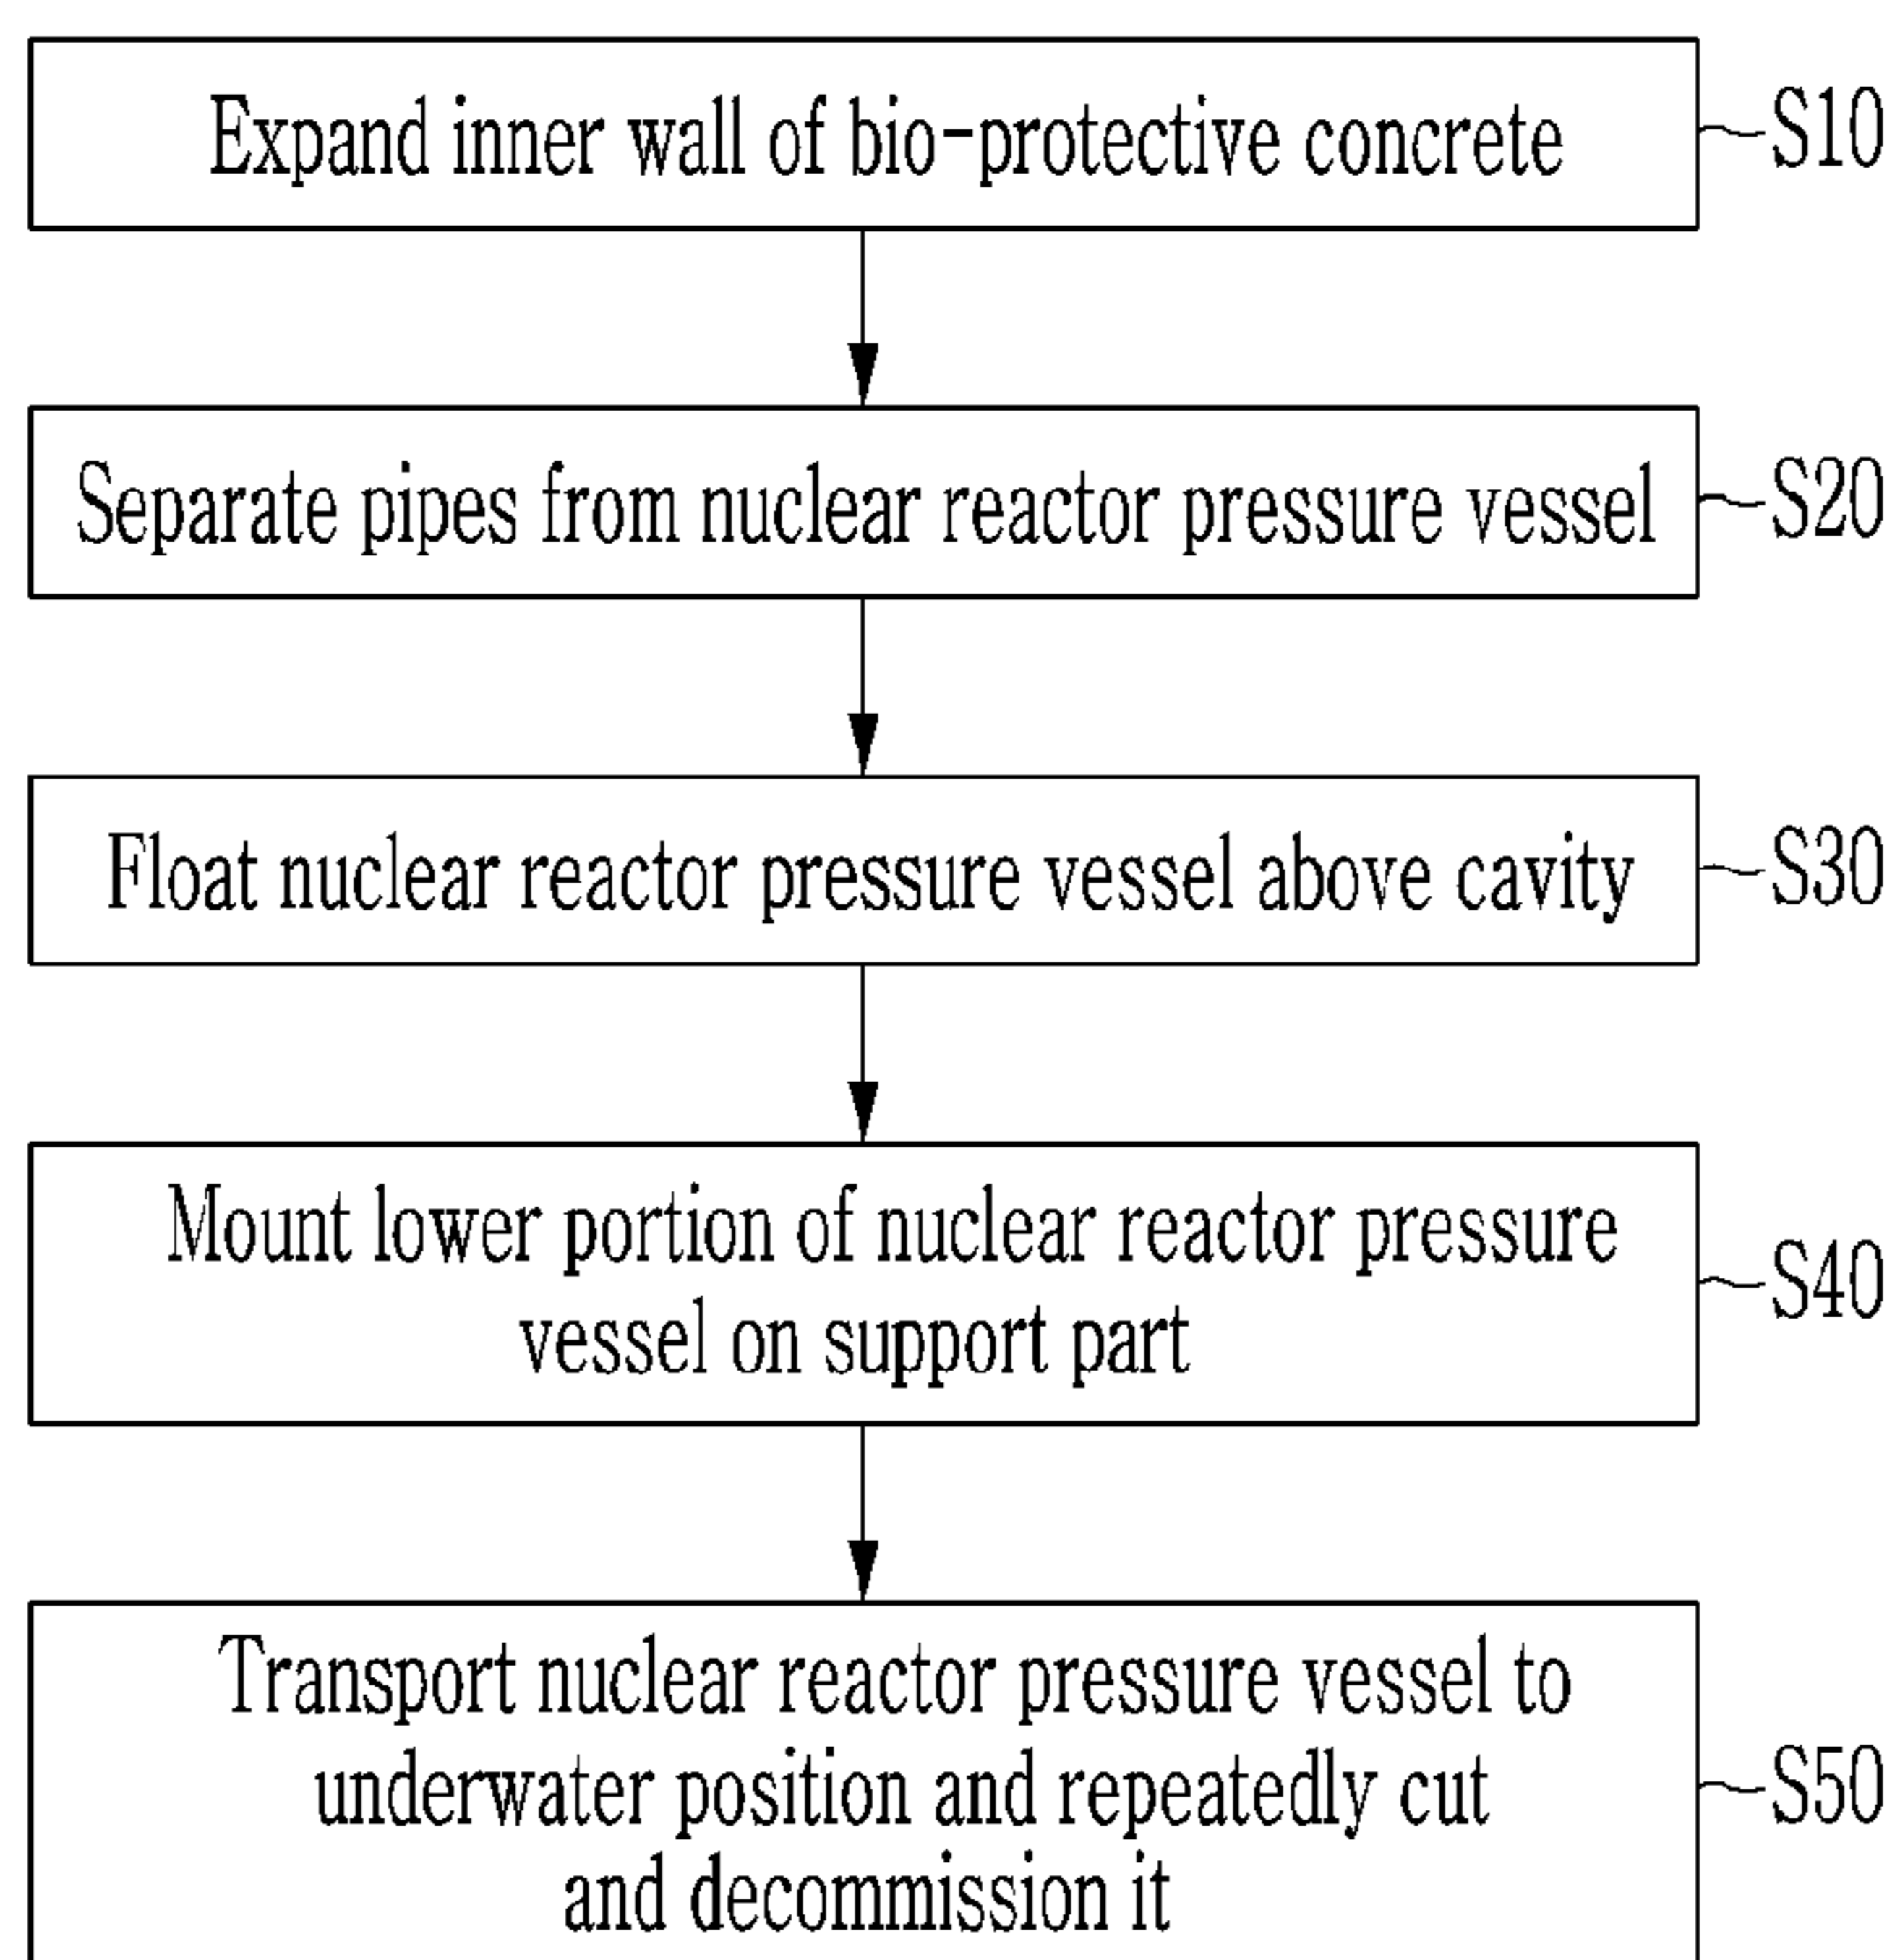 Expand inner wall of bio-protective concrete
S10
Separate pipes from nuclear reactor pressure vessel
S20
Float nuclear reactor pressure vessel above cavity
S30
Mount lower portion of nuclear reactor pressure
vessel on support part
S40
Transport nuclear reactor pressure vessel to
underwater position and repeatedly cut
and decommission it
S50